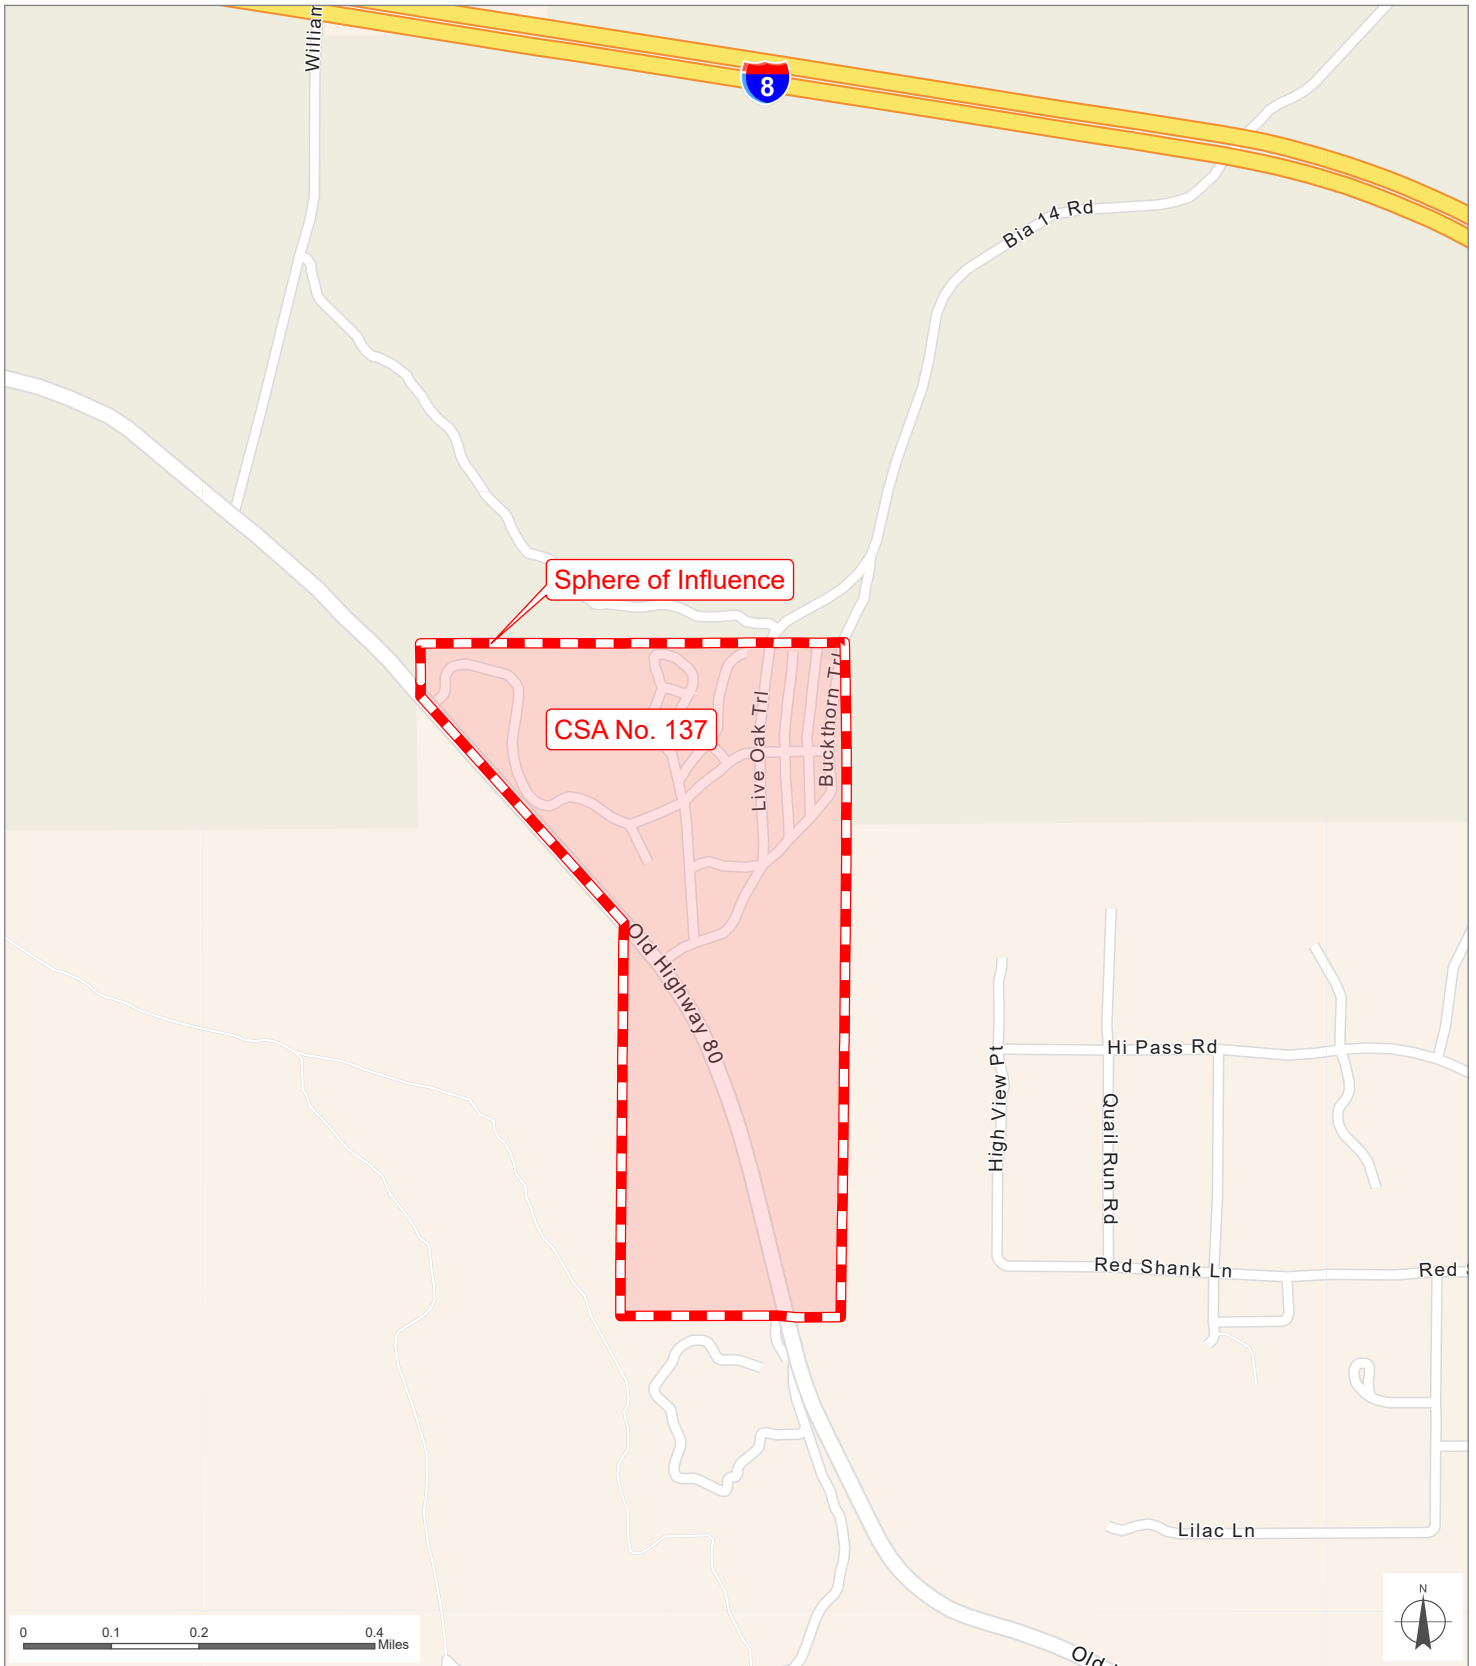 William
8
Bia 14 Rd
Sphere of Influence
CSA No. 137
Live Oak Trl
Buckthorn Trl
Old Highway 80
Hi Pass Rd
High View Pt
Quail Run Rd
Red Shank Ln
Red
Lilac Ln
N
0 0.1 0.2 0.4
Miles
Old